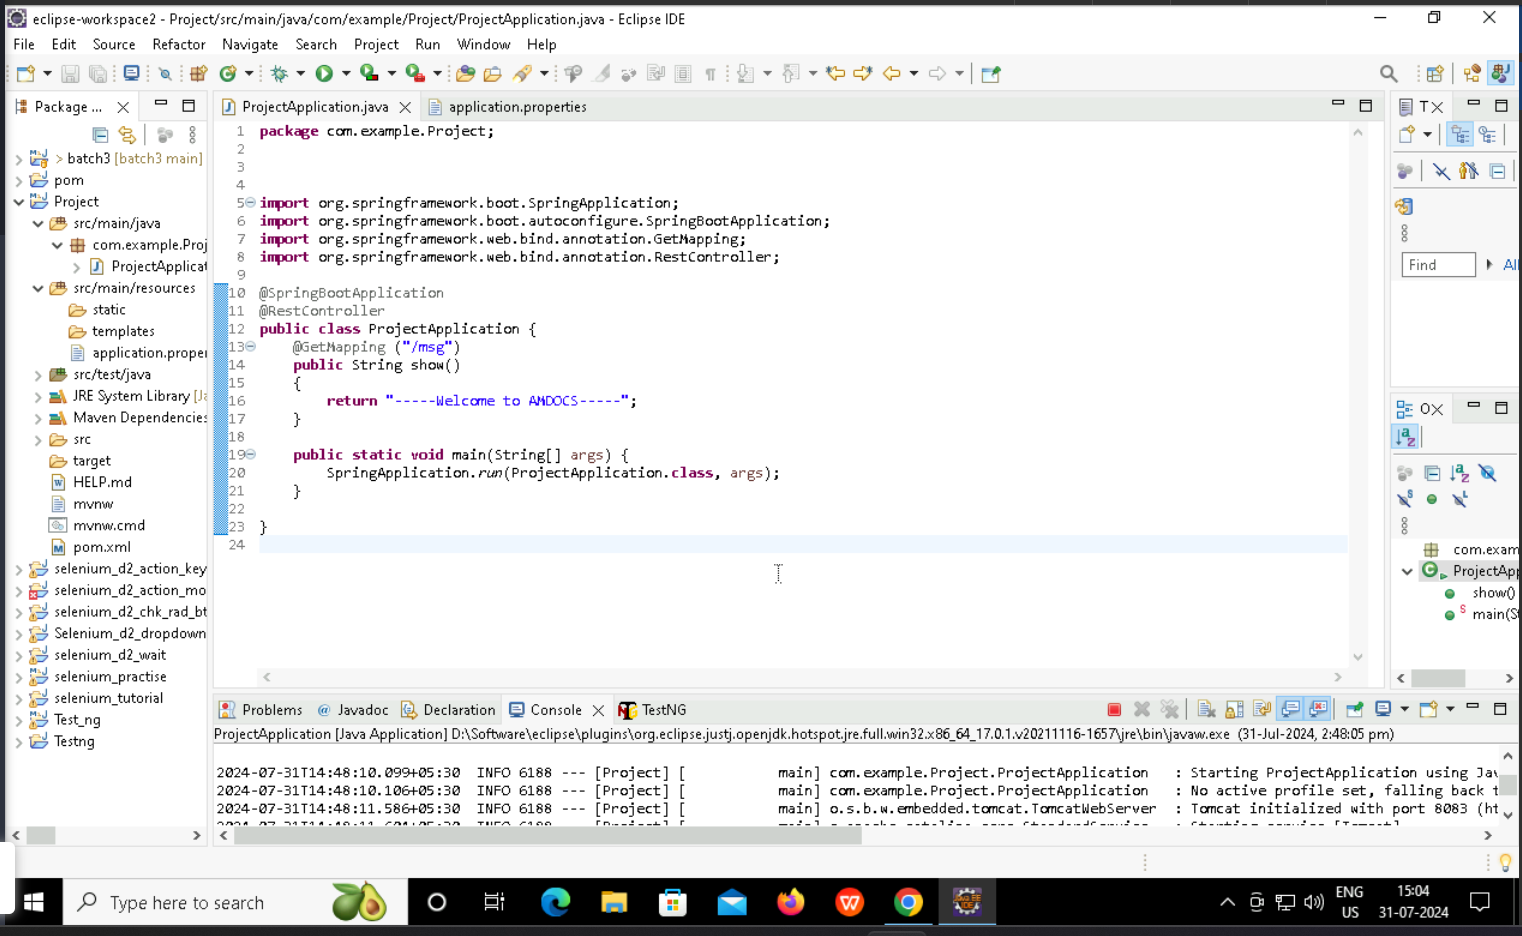 eclipse-workspace2 - Project/src/main/java/com/example/Project/ProjectApplication.java - Eclipse IDE
File Edit Source Refactor Navigate Search Project Run Window Help
Package ...
ProjectApplication.java
application.properties
T
> batch3 [batch3 main]
pom
Project
src/main/java
com.example.Proj
ProjectApplicat
src/main/resources
static
templates
application.proper
src/test/java
JRE System Library [Ja
Maven Dependencies
src
target
HELP.md
mvnw
mvnw.cmd
pom.xml
selenium_d2_action_key
selenium_d2_action_mo
selenium_d2_chk_rad_bt
Selenium_d2_dropdown
selenium_d2_wait
selenium_practise
selenium_tutorial
Test_ng
Testng
1 package com.example.Project;
2
3
4
5 import org.springframework.boot.SpringApplication;
6 import org.springframework.boot.autoconfigure.SpringBootApplication;
7 import org.springframework.web.bind.annotation.GetMapping;
8 import org.springframework.web.bind.annotation.RestController;
9
10 @SpringBootApplication
11 @RestController
12 public class ProjectApplication {
13 @GetMapping ("/msg")
14 public String show()
15 {
16 return "-----Welcome to AMDOCS-----";
17 }
18
19 public static void main(String[] args) {
20 SpringApplication.run(ProjectApplication.class, args);
21 }
22
23 }
24
Find
All
O
com.exam
ProjectApp
show()
main(St
Problems @ Javadoc Declaration Console TestNG
ProjectApplication [Java Application] D:\Software\eclipse\plugins\org.eclipse.justj.openjdk.hotspot.jre.full.win32.x86_64_17.0.1.v20211116-1657\jre\bin\javaw.exe (31-Jul-2024, 2:48:05 pm)
2024-07-31T14:48:10.099+05:30 INFO 6188 --- [Project] [ main] com.example.Project.ProjectApplication : Starting ProjectApplication using Jav
2024-07-31T14:48:10.106+05:30 INFO 6188 --- [Project] [ main] com.example.Project.ProjectApplication : No active profile set, falling back t
2024-07-31T14:48:11.586+05:30 INFO 6188 --- [Project] [ main] o.s.b.w.embedded.tomcat.TomcatWebServer : Tomcat initialized with port 8083 (ht
Type here to search
ENG
US
15:04
31-07-2024